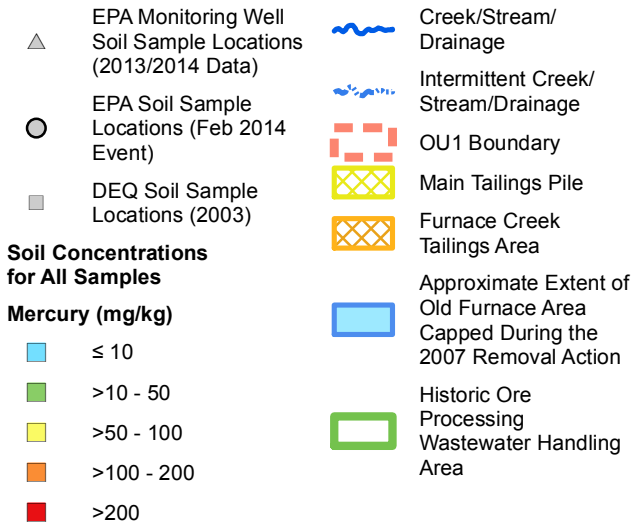 EPA Monitoring Well
Soil Sample Locations
(2013/2014 Data)
EPA Soil Sample
Locations (Feb 2014
Event)
DEQ Soil Sample
Locations (2003)
Soil Concentrations
for All Samples
Mercury (mg/kg)
≤ 10
>10 - 50
>50 - 100
>100 - 200
>200
Creek/Stream/
Drainage
Intermittent Creek/
Stream/Drainage
OU1 Boundary
Main Tailings Pile
Furnace Creek
Tailings Area
Approximate Extent of
Old Furnace Area
Capped During the
2007 Removal Action
Historic Ore
Processing
Wastewater Handling
Area